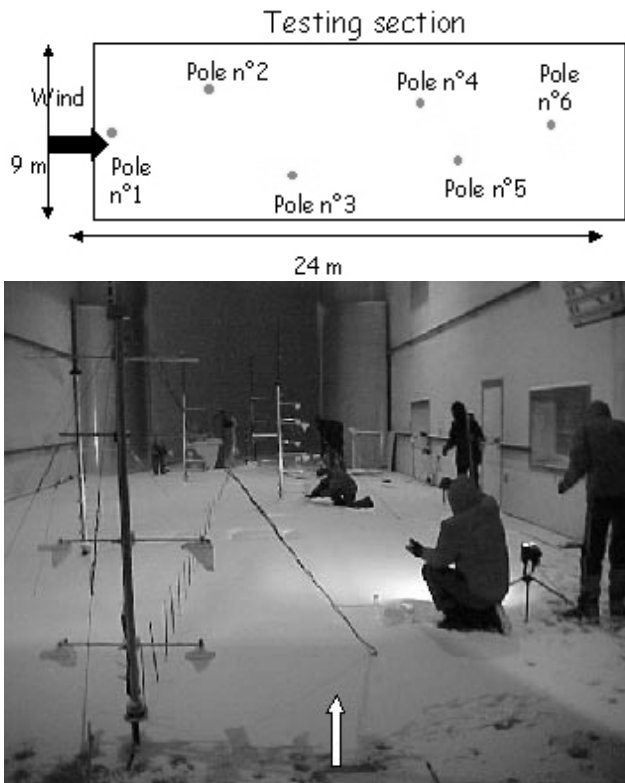 Testing section
Pole n°2
Pole n°4
Pole
n°6
Wind
9 m
Pole
n°1
Pole n°3
Pole n°5
24 m